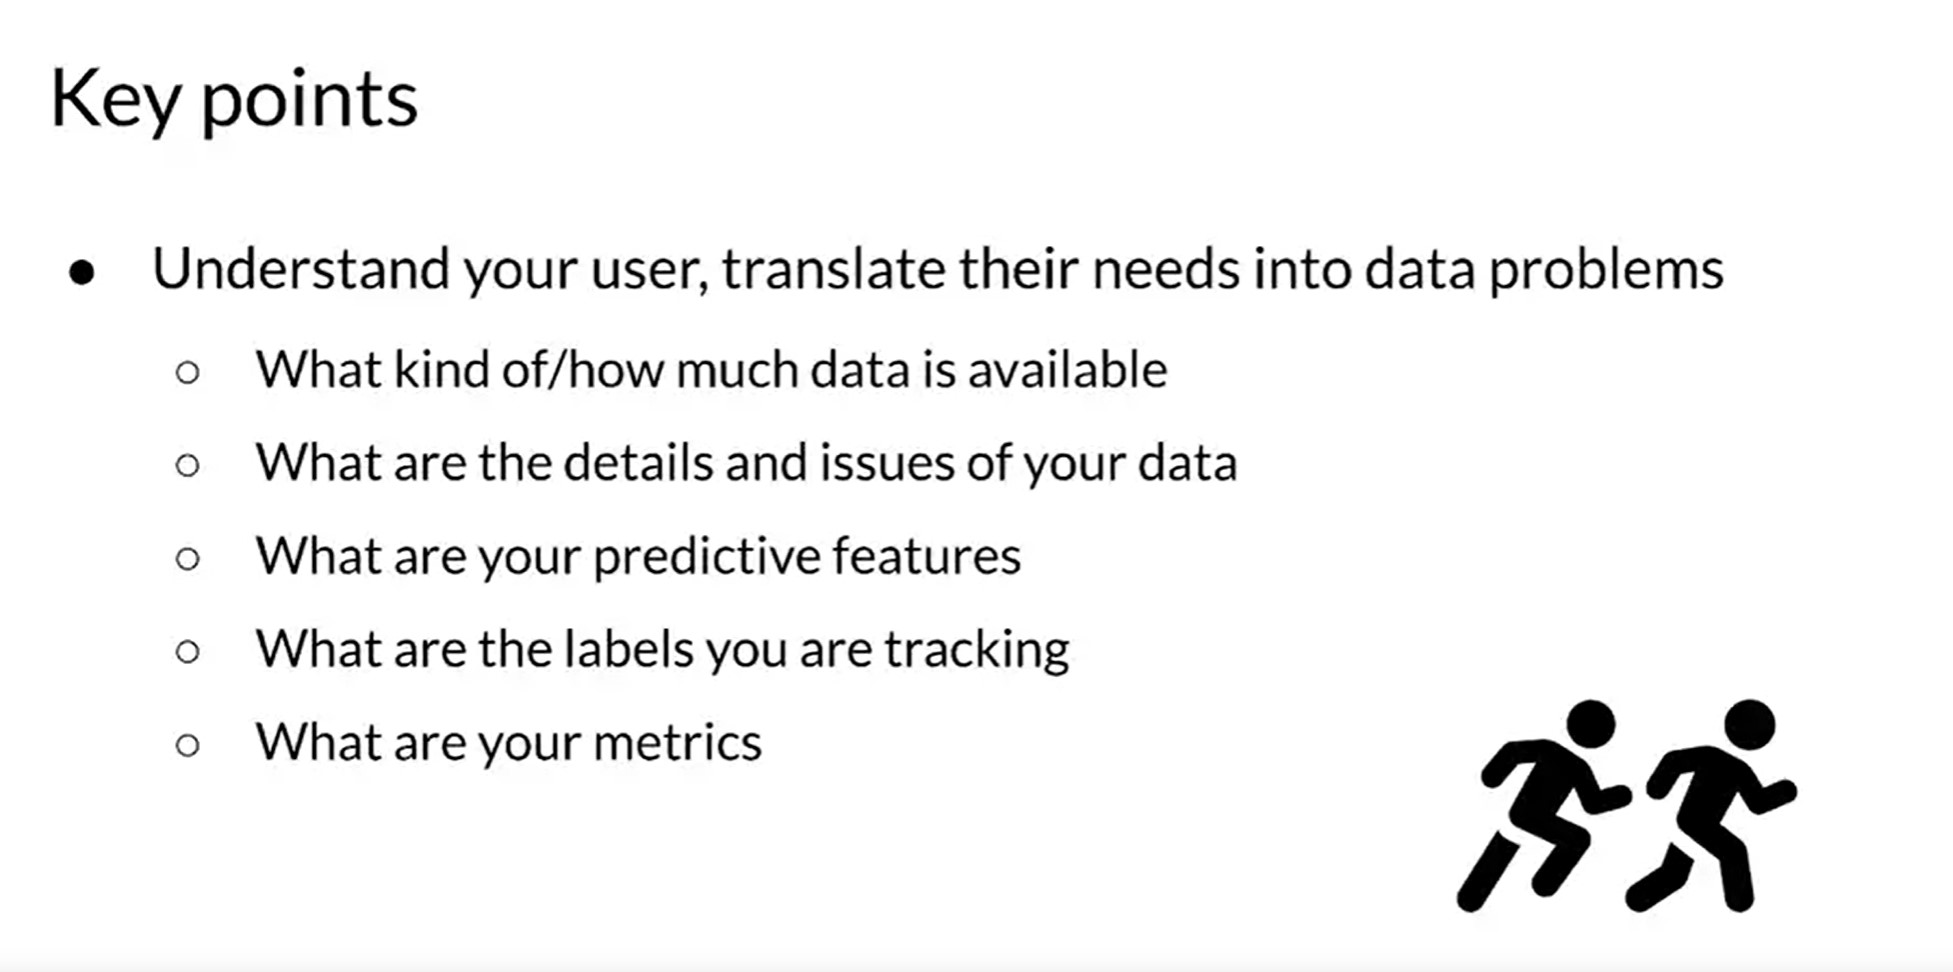 Key points
● Understand your user, translate their needs into data problems
○ What kind of/how much data is available
○ What are the details and issues of your data
○ What are your predictive features
○ What are the labels you are tracking
○ What are your metrics